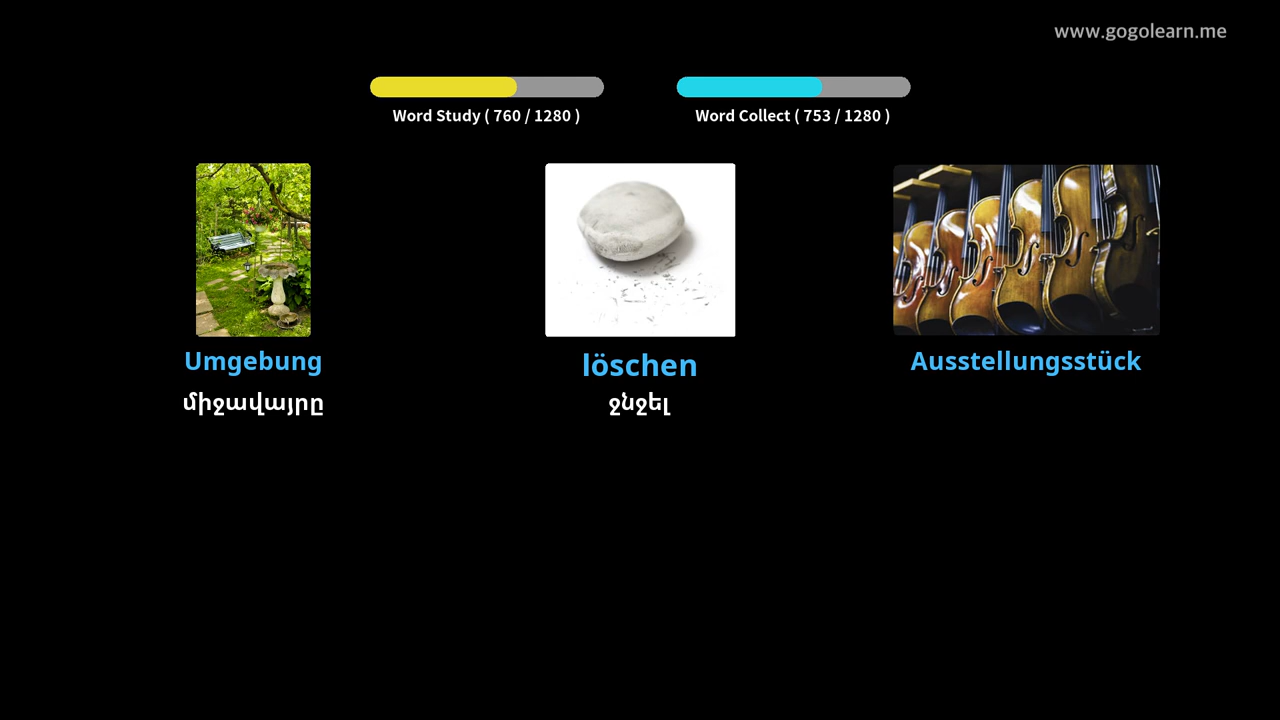 www.gogolearn.me
Word Study ( 760 / 1280 )
Word Collect ( 753 / 1280 )
Umgebung
löschen
Ausstellungsstück
միջավայրը
ջնջել